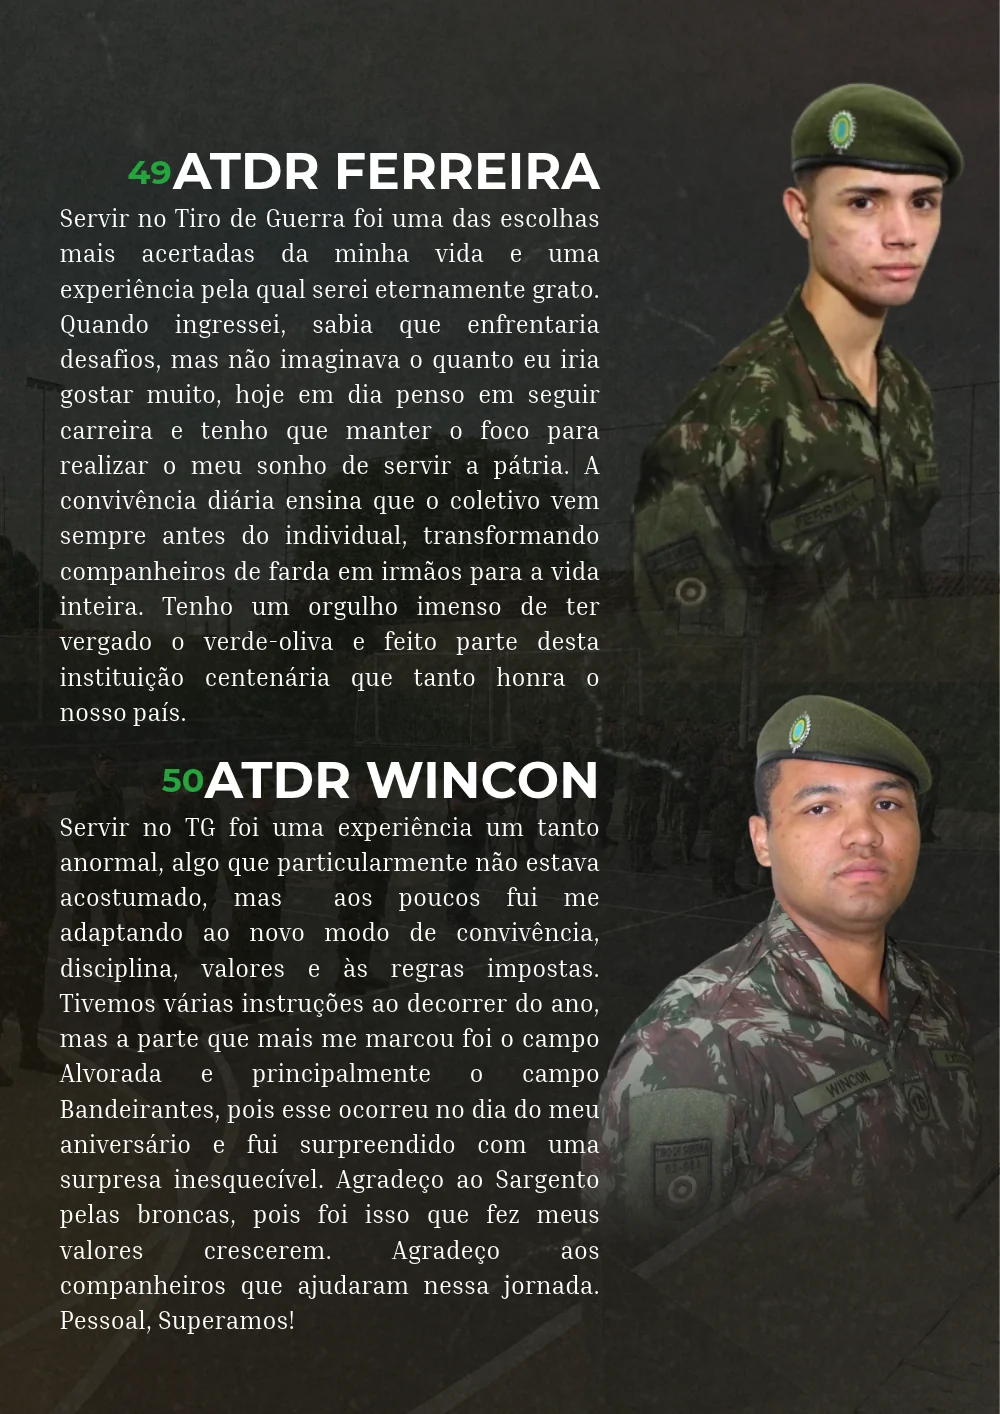 49 ATDR FERREIRA
Servir no Tiro de Guerra foi uma das escolhas
mais acertadas da minha vida e uma
experiência pela qual serei eternamente grato.
Quando ingressei, sabia que enfrentaria
desafios, mas não imaginava o quanto eu iria
gostar muito, hoje em dia penso em seguir
carreira e tenho que manter o foco para
realizar o meu sonho de servir a pátria. A
convivência diária ensina que o coletivo vem
sempre antes do individual, transformando
companheiros de farda em irmãos para a vida
inteira. Tenho um orgulho imenso de ter
vergado o verde-oliva e feito parte desta
instituição centenária que tanto honra o
nosso país.
FERREIRA
50 ATDR WINCON
Servir no TG foi uma experiência um tanto
anormal, algo que particularmente não estava
acostumado, mas aos poucos fui me
adaptando ao novo modo de convivência,
disciplina, valores e às regras impostas.
Tivemos várias instruções ao decorrer do ano,
mas a parte que mais me marcou foi o campo
Alvorada e principalmente o campo
Bandeirantes, pois esse ocorreu no dia do meu
aniversário e fui surpreendido com uma
surpresa inesquecível. Agradeço ao Sargento
pelas broncas, pois foi isso que fez meus
valores crescerem. Agradeço aos
companheiros que ajudaram nessa jornada.
Pessoal, Superamos!
WINCON
TIRO DE GUERRA